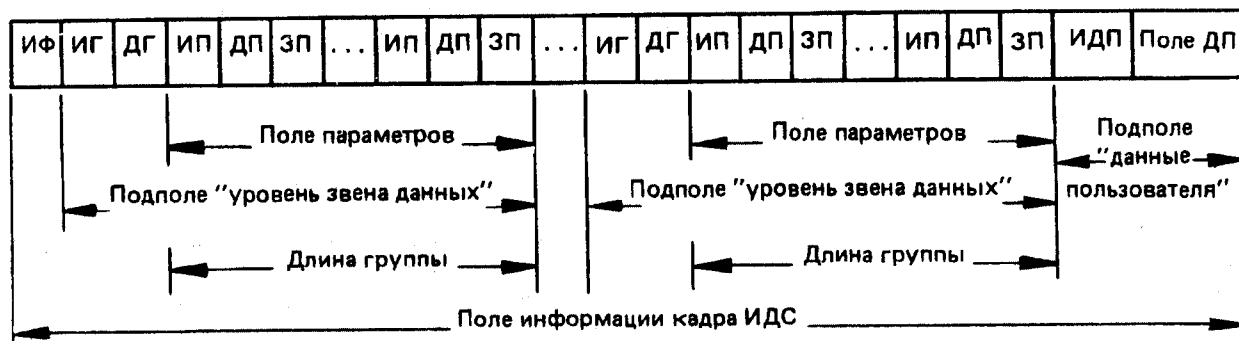 ИФ ИГ ДГ ИП ДП ЗП ... ИП ДП ЗП ... ИГ ДГ ИП ДП ЗП ... ИП ДП ЗП ИДП Поле ДП
Поле параметров Поле параметров Подполе
"данные
Подполе "уровень звена данных" Подполе "уровень звена данных" пользователя"
Длина группы Длина группы
Поле информации кадра ИДС